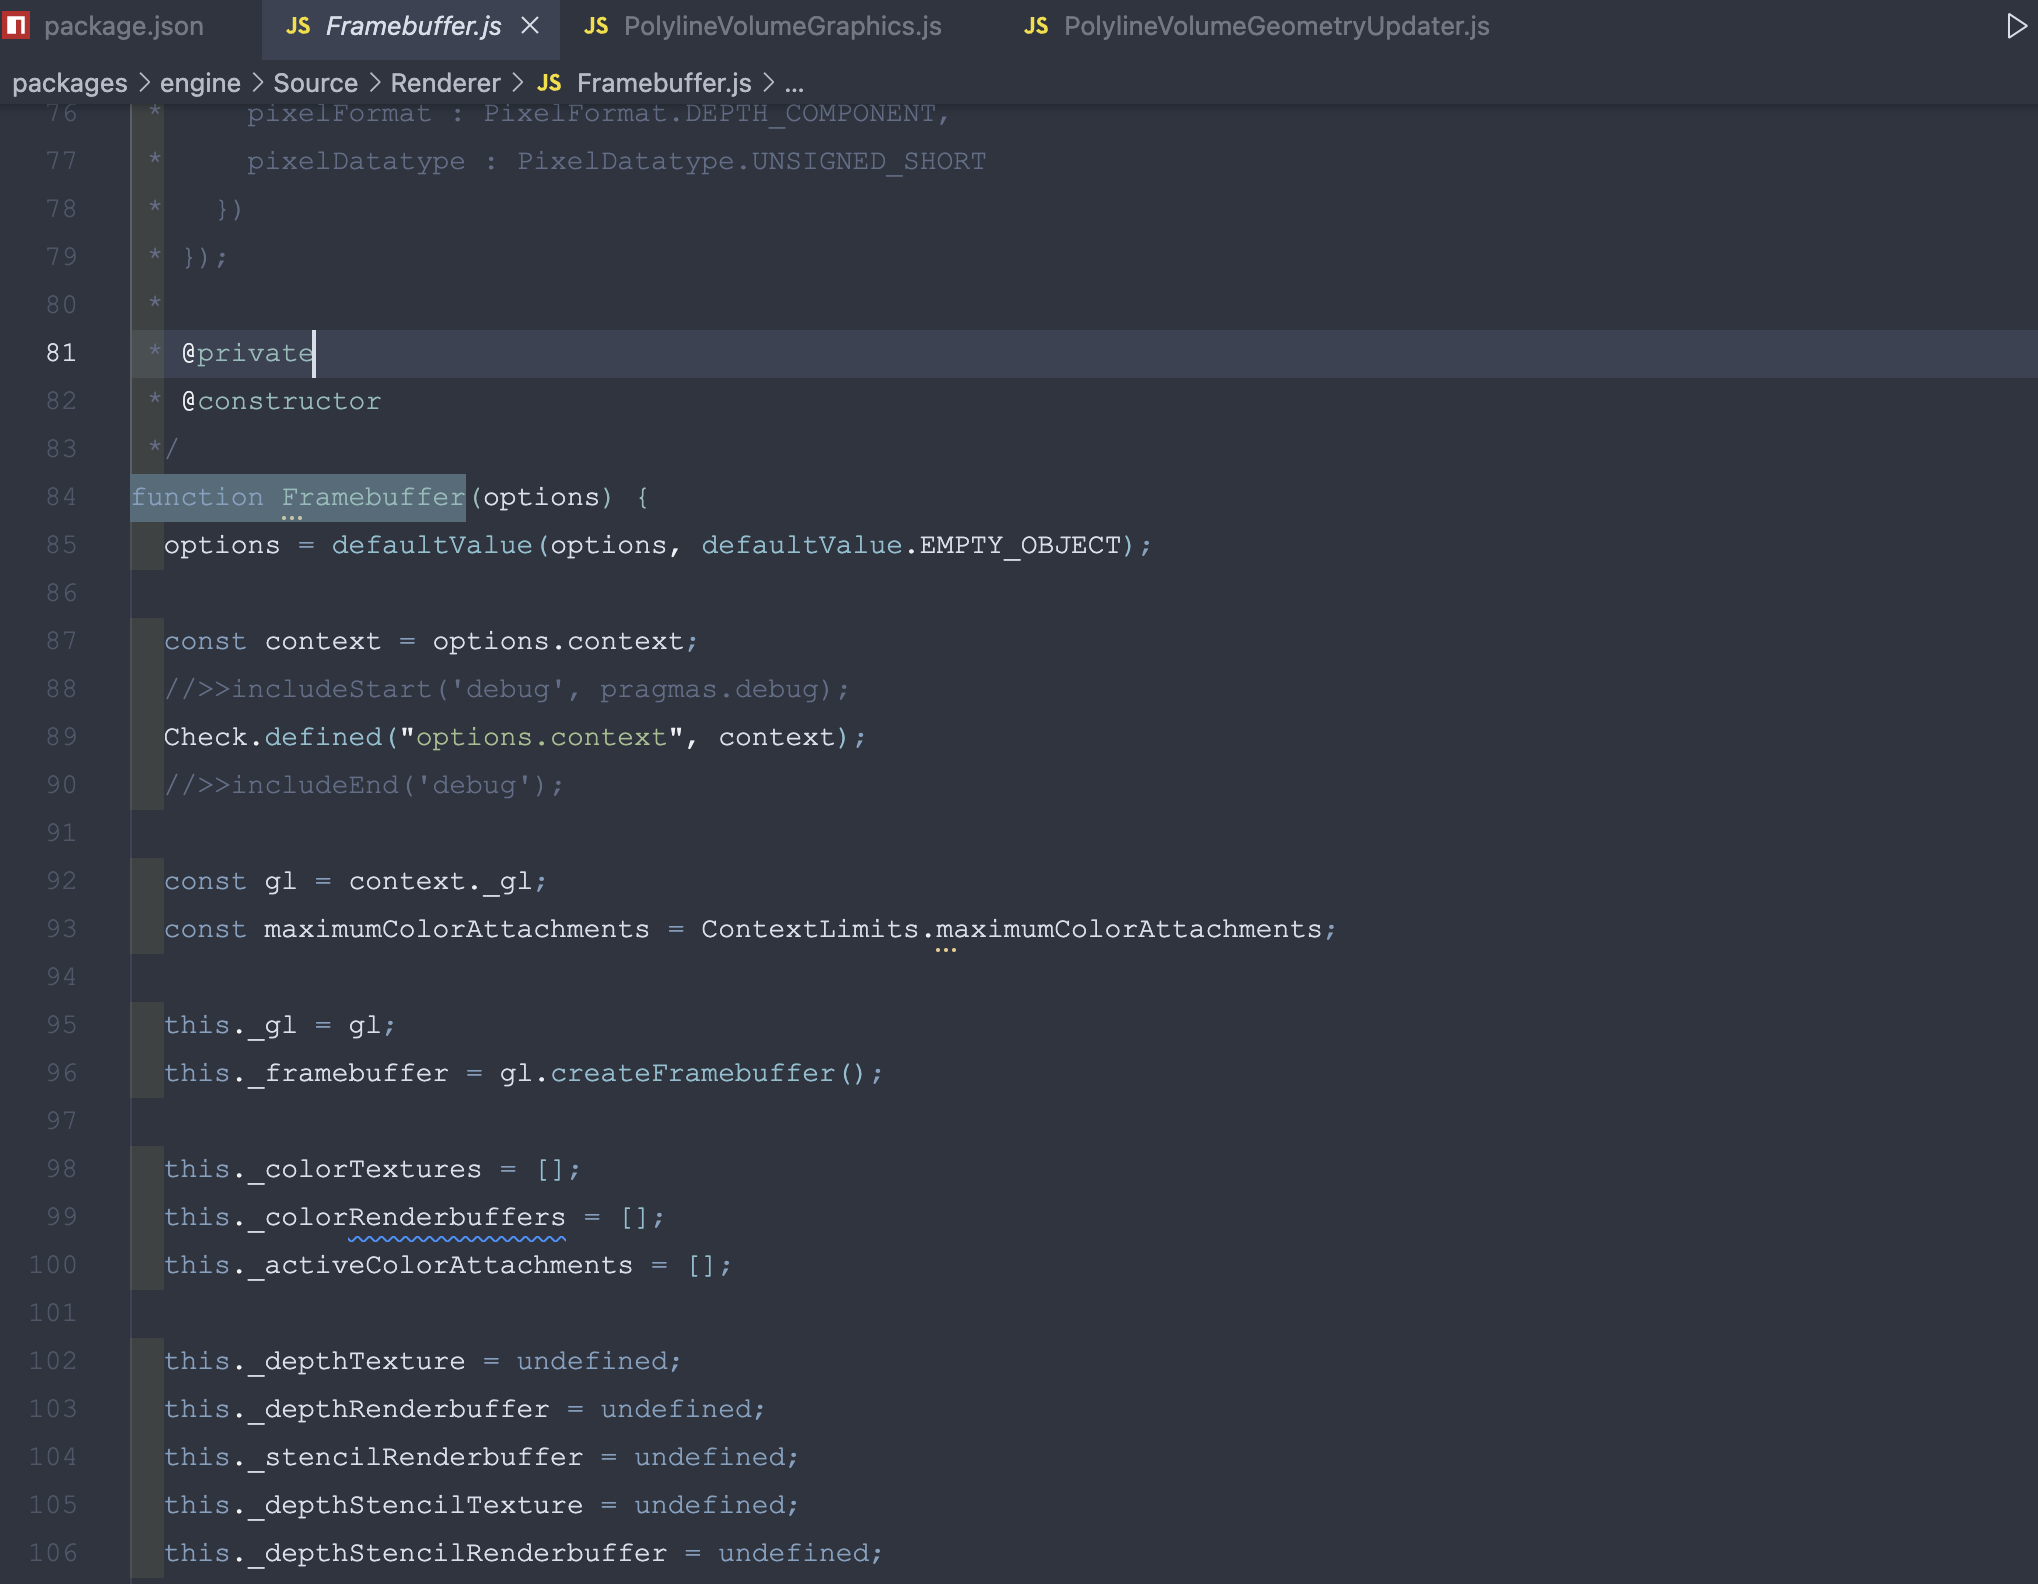 package.json JS Framebuffer.js JS PolylineVolumeGraphics.js JS PolylineVolumeGeometryUpdater.js
packages > engine > Source > Renderer > JS Framebuffer.js > ...
76 * pixelFormat : PixelFormat.DEPTH_COMPONENT,
77 * pixelDatatype : PixelDatatype.UNSIGNED_SHORT
78 * })
79 * });
80 *
81 * @private
82 * @constructor
83 */
84 function Framebuffer(options) {
85 options = defaultValue(options, defaultValue.EMPTY_OBJECT);
86
87 const context = options.context;
88 //>>includeStart('debug', pragmas.debug);
89 Check.defined("options.context", context);
90 //>>includeEnd('debug');
91
92 const gl = context._gl;
93 const maximumColorAttachments = ContextLimits.maximumColorAttachments;
94
95 this._gl = gl;
96 this._framebuffer = gl.createFramebuffer();
97
98 this._colorTextures = [];
99 this._colorRenderbuffers = [];
100 this._activeColorAttachments = [];
101
102 this._depthTexture = undefined;
103 this._depthRenderbuffer = undefined;
104 this._stencilRenderbuffer = undefined;
105 this._depthStencilTexture = undefined;
106 this._depthStencilRenderbuffer = undefined;